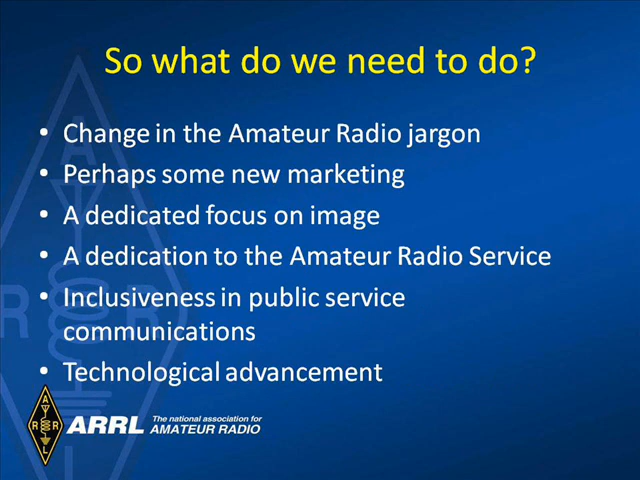 So what do we need to do?
• Change in the Amateur Radio jargon
• Perhaps some new marketing
• A dedicated focus on image
• A dedication to the Amateur Radio Service
• Inclusiveness in public service
communications
• Technological advancement
A
R R
L
ARRL The national association for
AMATEUR RADIO